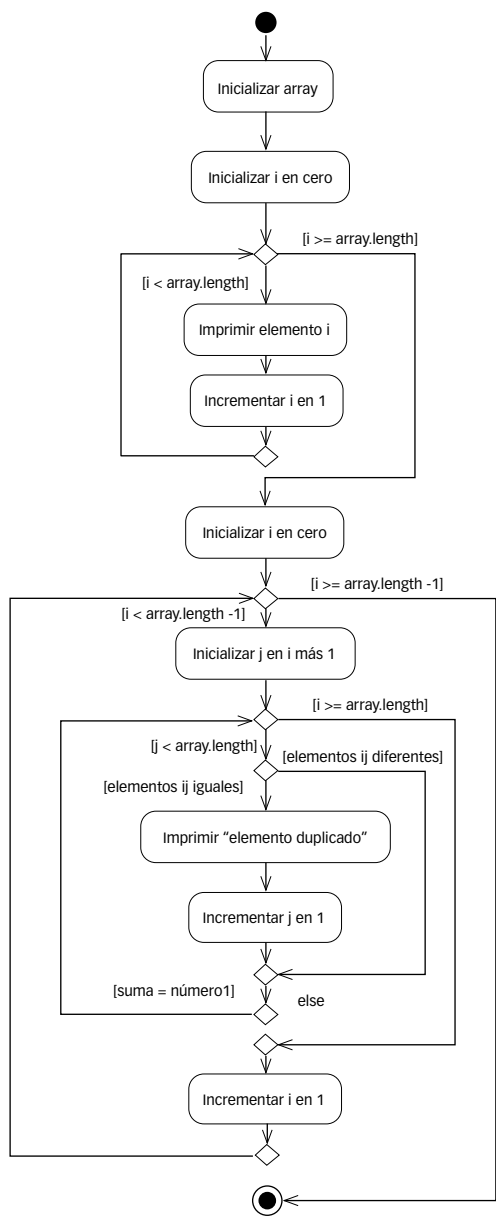 Inicializar array
Inicializar i en cero
[i >= array.length]
[i < array.length]
Imprimir elemento i
Incrementar i en 1
Inicializar i en cero
[i >= array.length -1]
[i < array.length -1]
Inicializar j en i más 1
[i >= array.length]
[j < array.length]
[elementos ij diferentes]
[elementos ij iguales]
Imprimir “elemento duplicado”
Incrementar j en 1
[suma = número1]
else
Incrementar i en 1